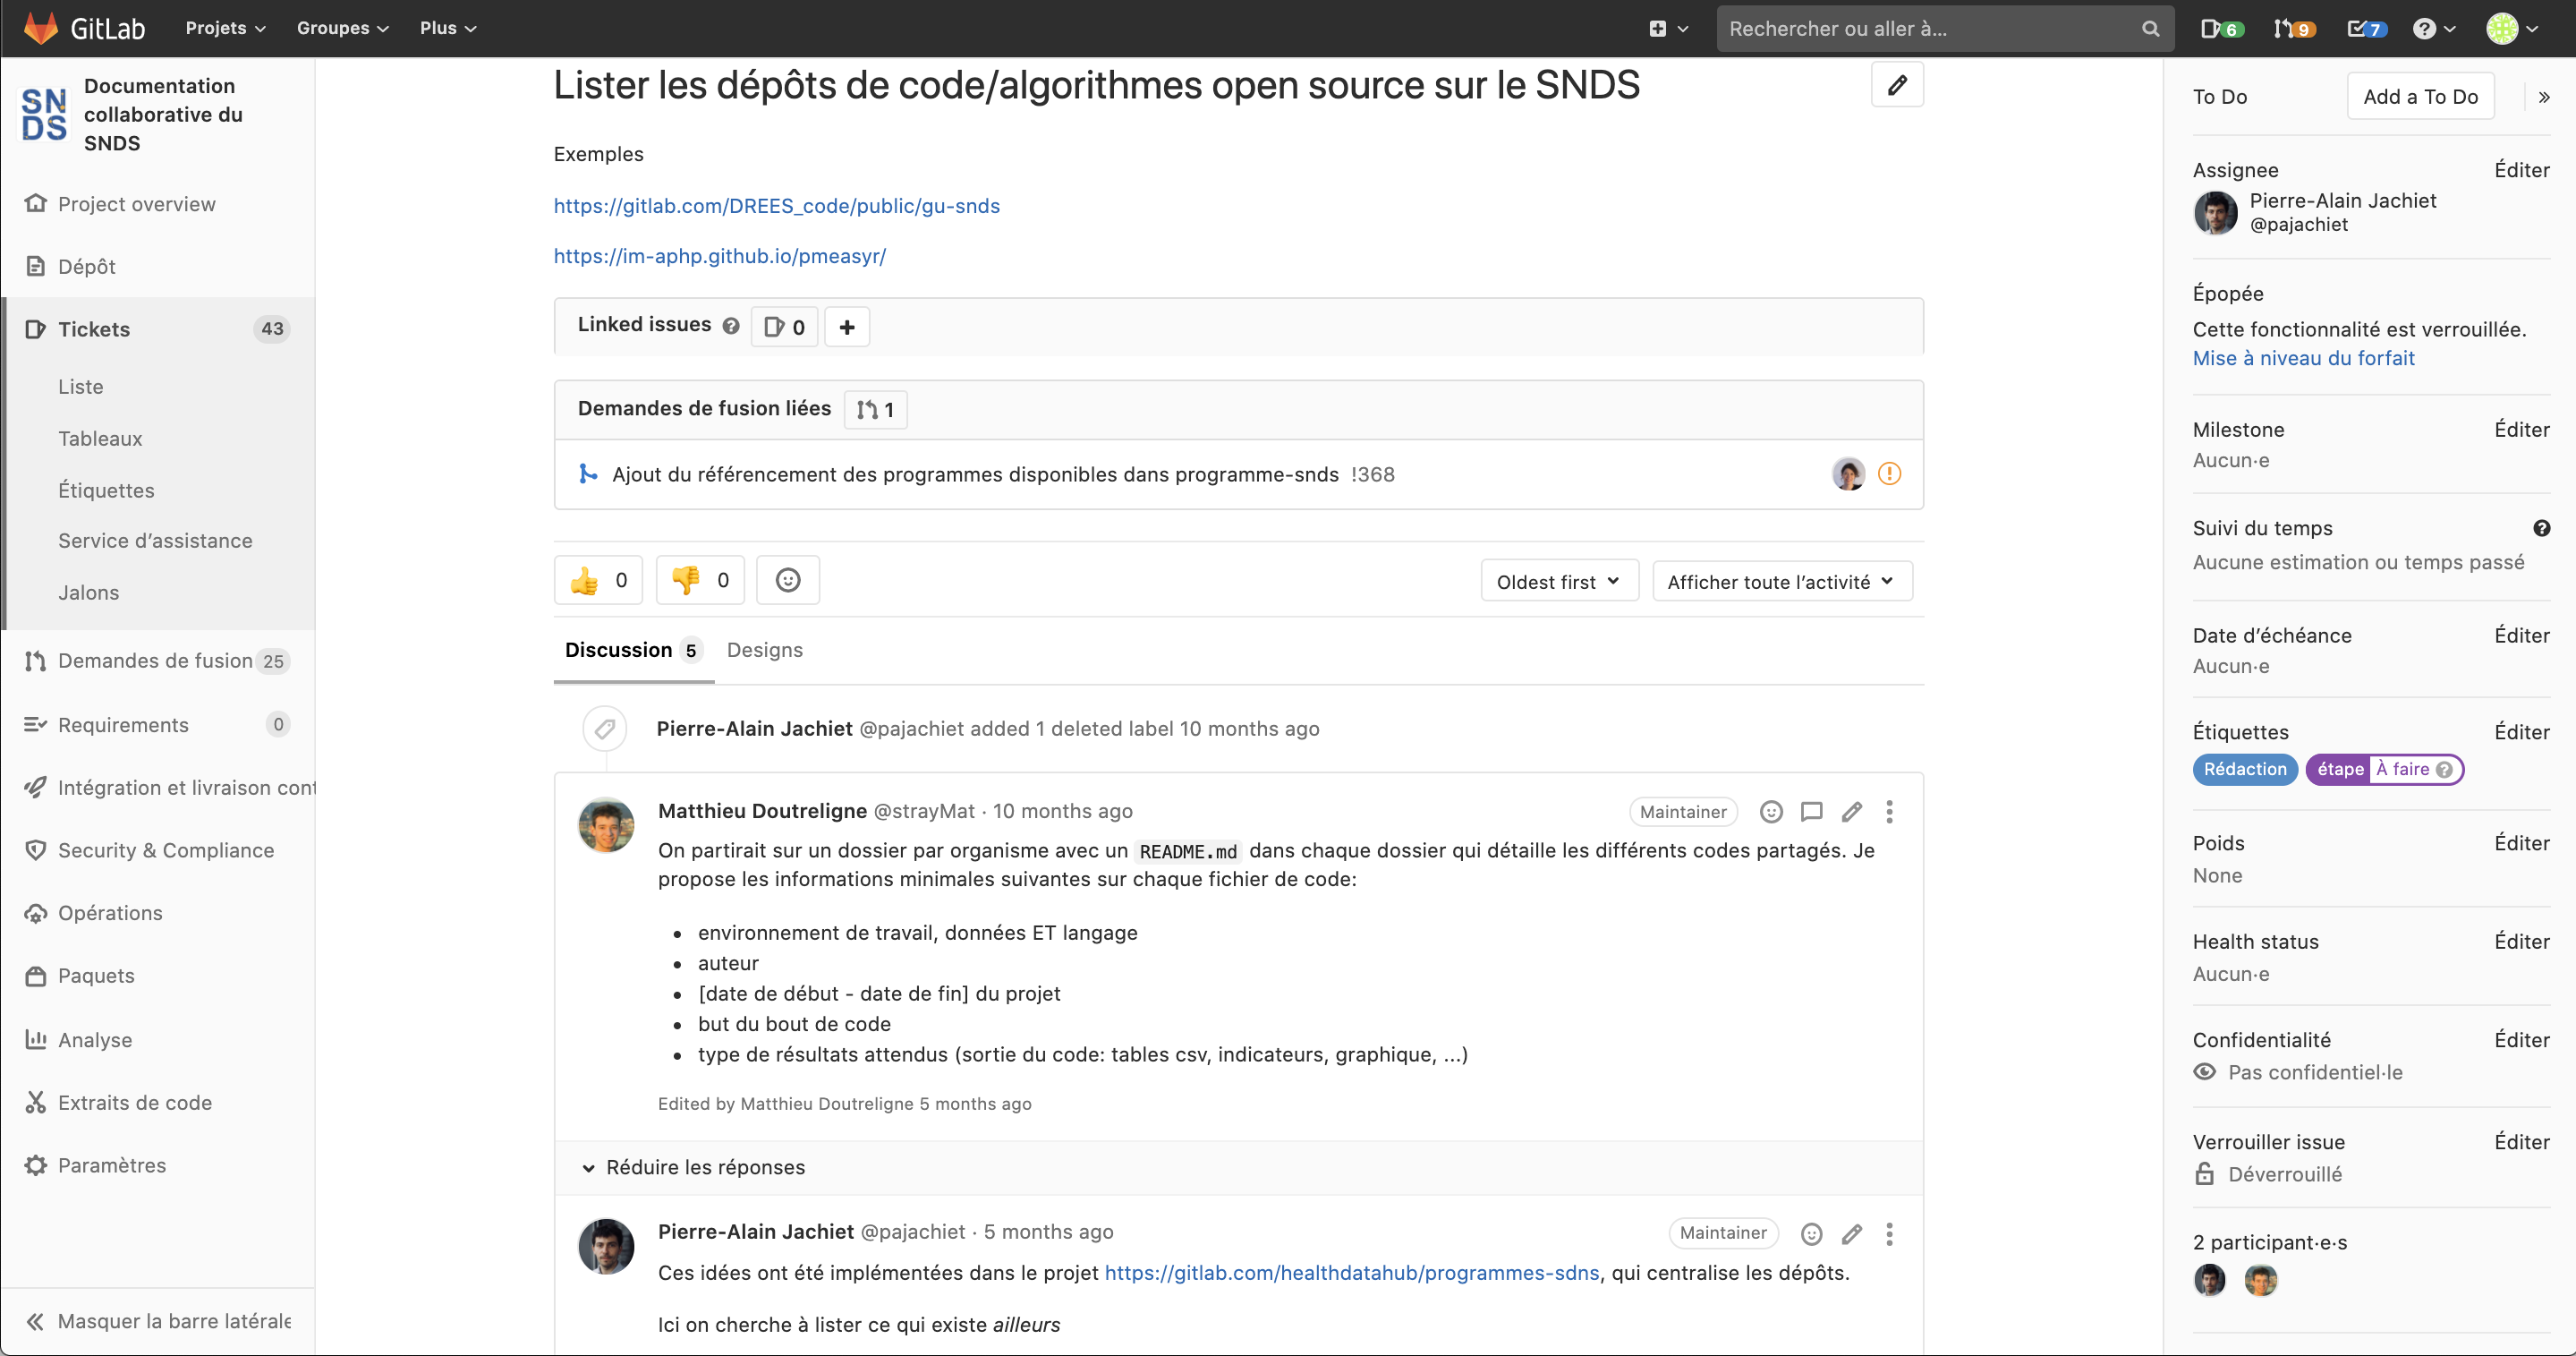 GitLab
Projets
Groupes
Plus
Rechercher ou aller à...
6
9
7
SN
DS
Documentation
collaborative du
SNDS
Project overview
Dépôt
Tickets 43
Liste
Tableaux
Étiquettes
Service d'assistance
Jalons
Demandes de fusion 25
Requirements 0
Intégration et livraison cont
Security & Compliance
Opérations
Paquets
Analyse
Extraits de code
Paramètres
Masquer la barre latérale
Lister les dépôts de code/algorithmes open source sur le SNDS
Exemples
https://gitlab.com/DREES_code/public/gu-snds
https://im-aphp.github.io/pmeasyr/
Linked issues 0
Demandes de fusion liées 1
Ajout du référencement des programmes disponibles dans programme-snds !368
0
0
Oldest first
Afficher toute l'activité
Discussion 5
Designs
Pierre-Alain Jachiet @pajachiet added 1 deleted label 10 months ago
Matthieu Doutreligne @strayMat · 10 months ago
Maintainer
On partirait sur un dossier par organisme avec un README.md dans chaque dossier qui détaille les différents codes partagés. Je
propose les informations minimales suivantes sur chaque fichier de code:
• environnement de travail, données ET langage
• auteur
• [date de début - date de fin] du projet
• but du bout de code
• type de résultats attendus (sortie du code: tables csv, indicateurs, graphique, ...)
Edited by Matthieu Doutreligne 5 months ago
Réduire les réponses
Pierre-Alain Jachiet @pajachiet · 5 months ago
Maintainer
Ces idées ont été implémentées dans le projet https://gitlab.com/healthdatahub/programmes-sdns, qui centralise les dépôts.
Ici on cherche à lister ce qui existe ailleurs
To Do
Add a To Do
Assignee
Éditer
Pierre-Alain Jachiet
@pajachiet
Épopée
Cette fonctionnalité est verrouillée.
Mise à niveau du forfait
Milestone
Éditer
Aucun·e
Suivi du temps
Aucune estimation ou temps passé
Date d'échéance
Éditer
Aucun·e
Étiquettes
Éditer
Rédaction
étape À faire
Poids
Éditer
None
Health status
Éditer
Aucun·e
Confidentialité
Éditer
Pas confidentiel·le
Verrouiller issue
Éditer
Déverrouillé
2 participant·e·s